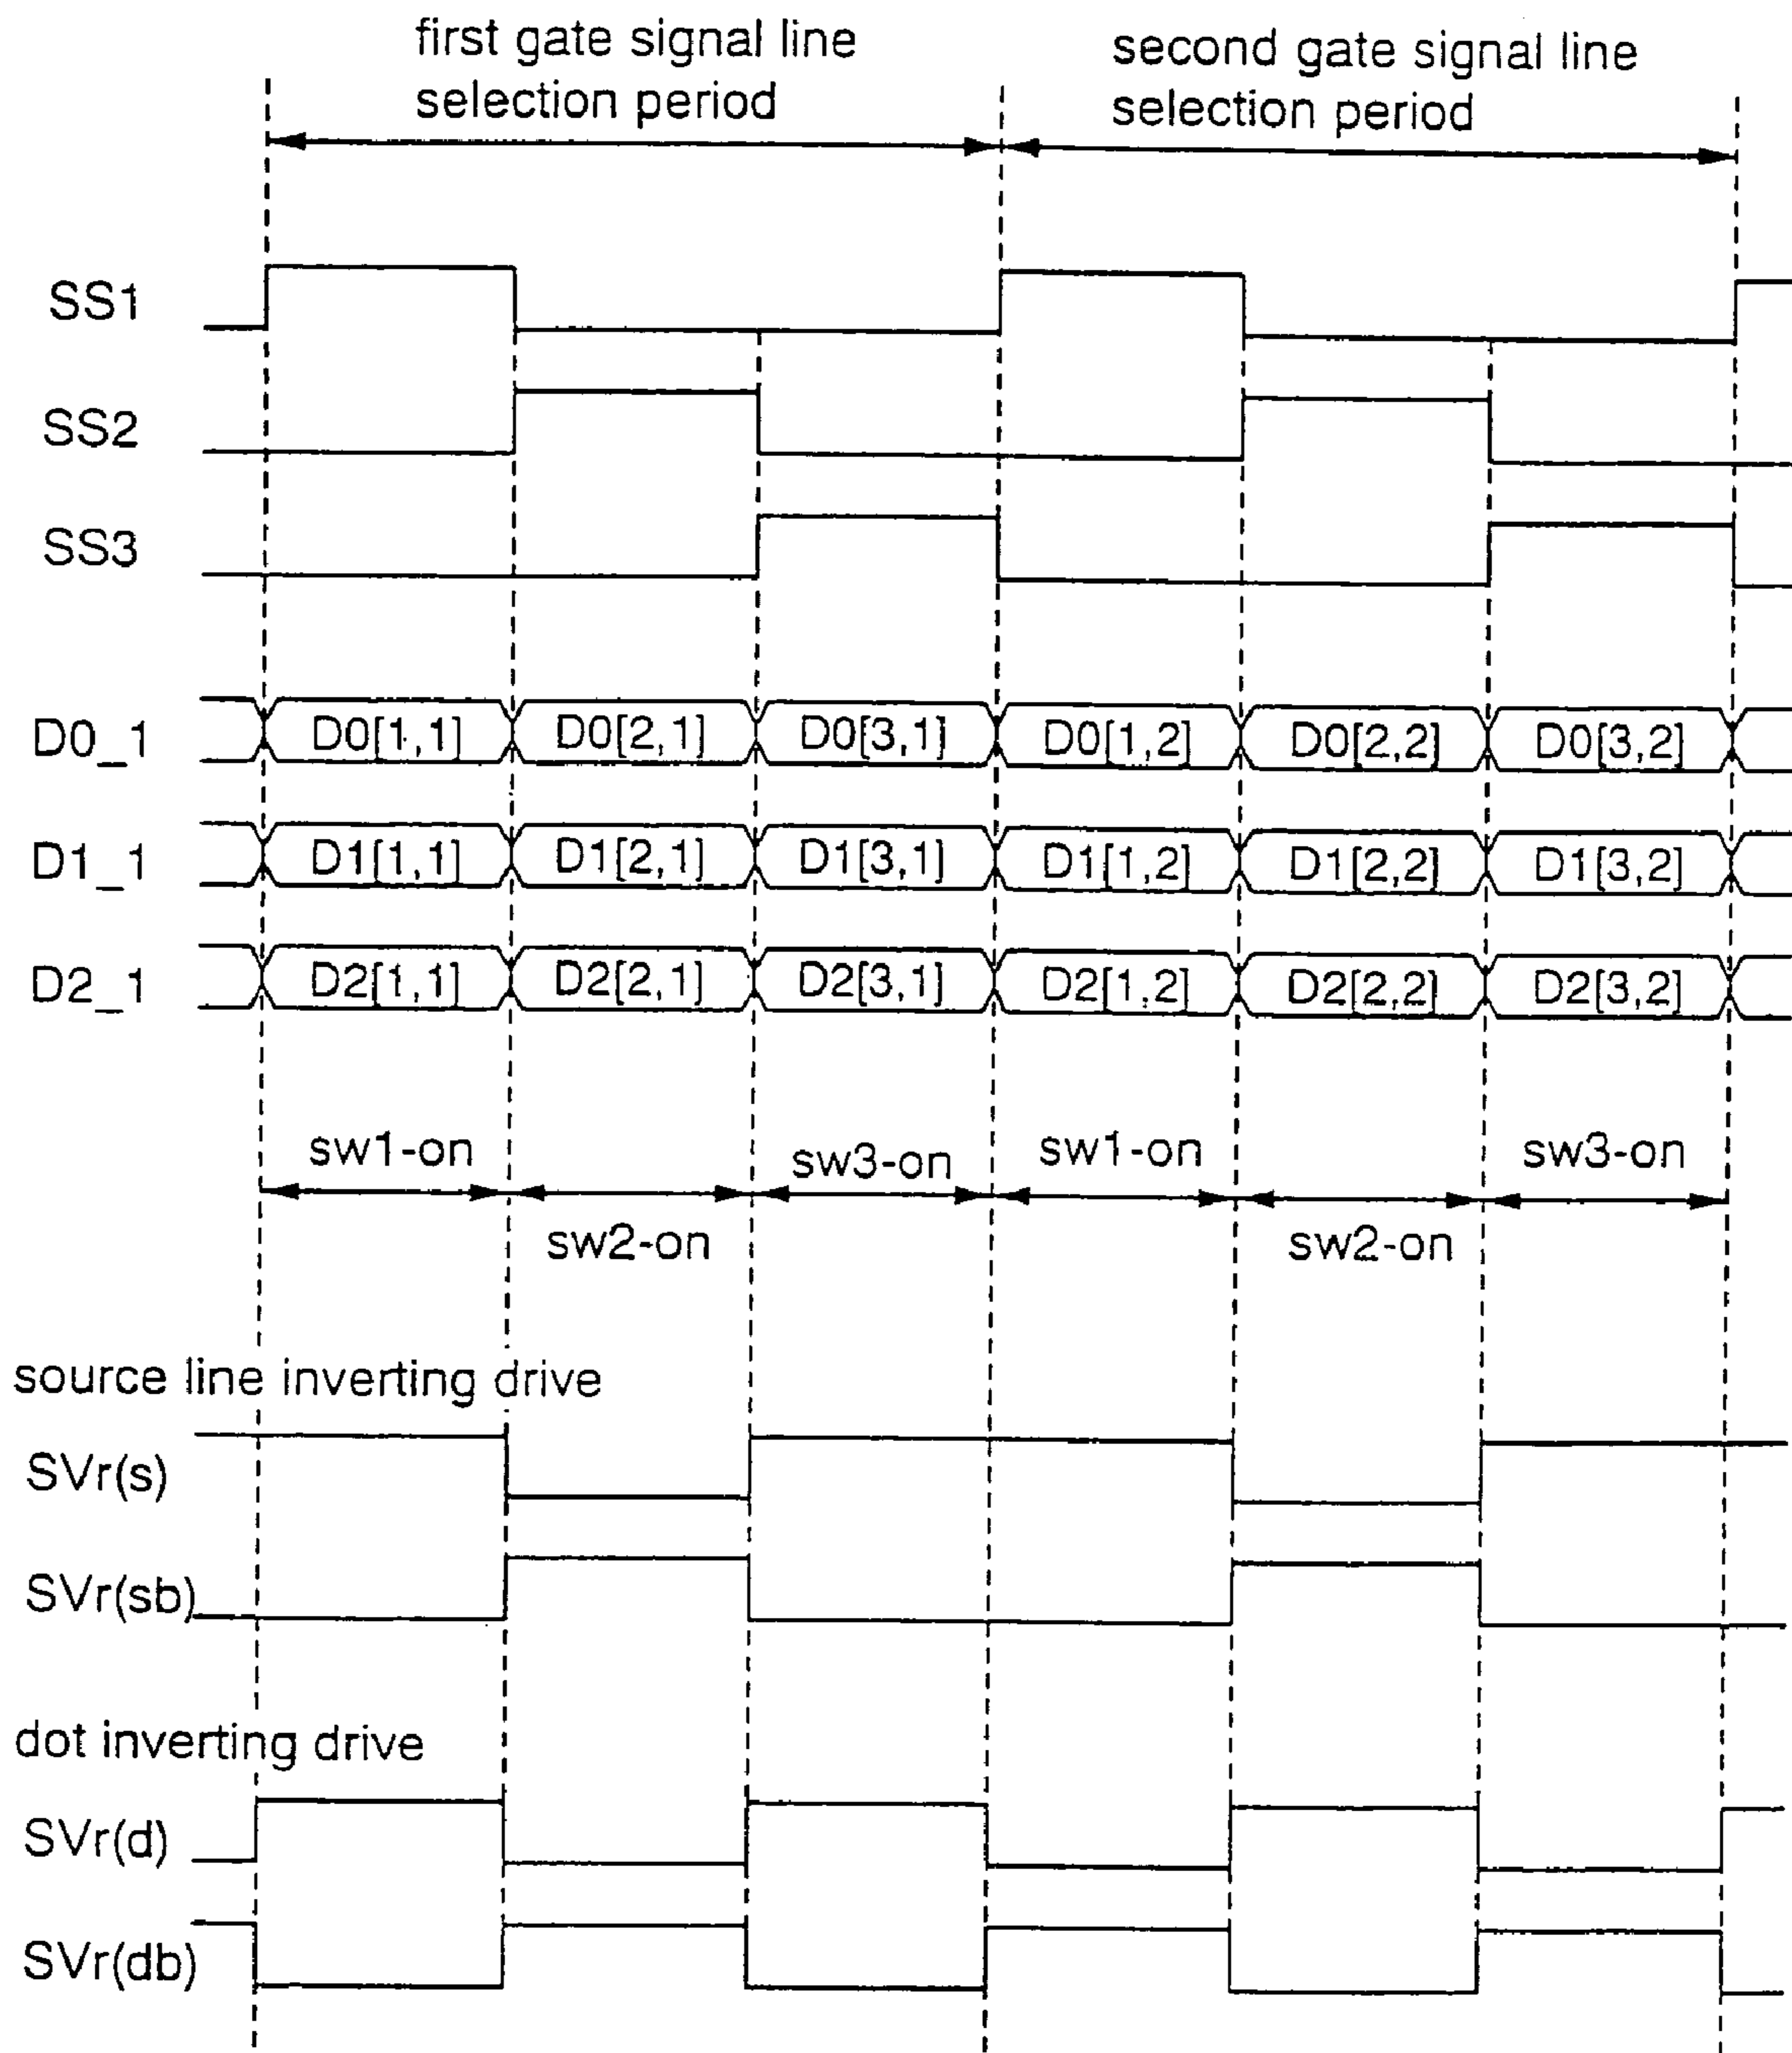 first gate signal line
selection period
second gate signal line
selection period
SS1
SS2
SS3
D0_1 D0[1,1] D0[2,1] D0[3,1] D0[1,2] D0[2,2] D0[3,2]
D1_1 D1[1,1] D1[2,1] D1[3,1] D1[1,2] D1[2,2] D1[3,2]
D2_1 D2[1,1] D2[2,1] D2[3,1] D2[1,2] D2[2,2] D2[3,2]
sw1-on sw3-on sw1-on sw3-on
sw2-on sw2-on
source line inverting drive
SVr(s)
SVr(sb)
dot inverting drive
SVr(d)
SVr(db)